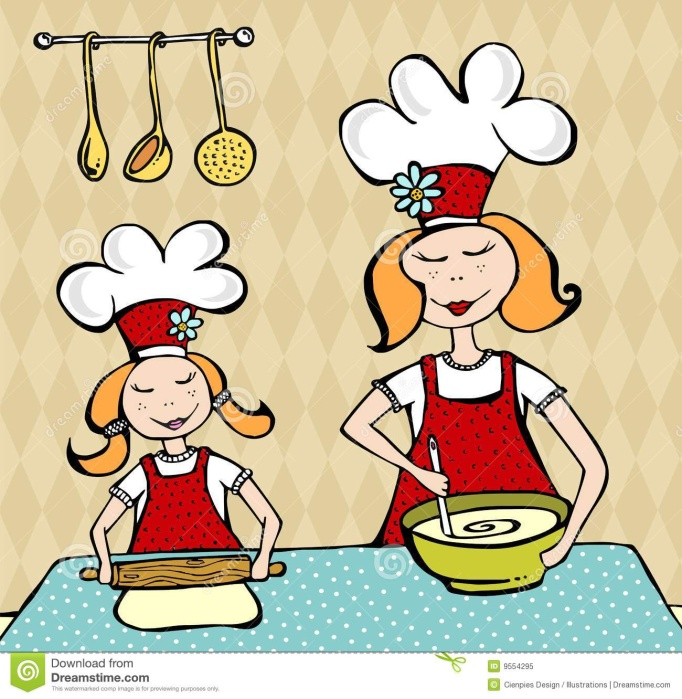 Download from
Dreamstime.com
This watermarked comp image is for previewing purposes only.
ID 9554295
© Cienpies Design / Illustrations | Dreamstime.com